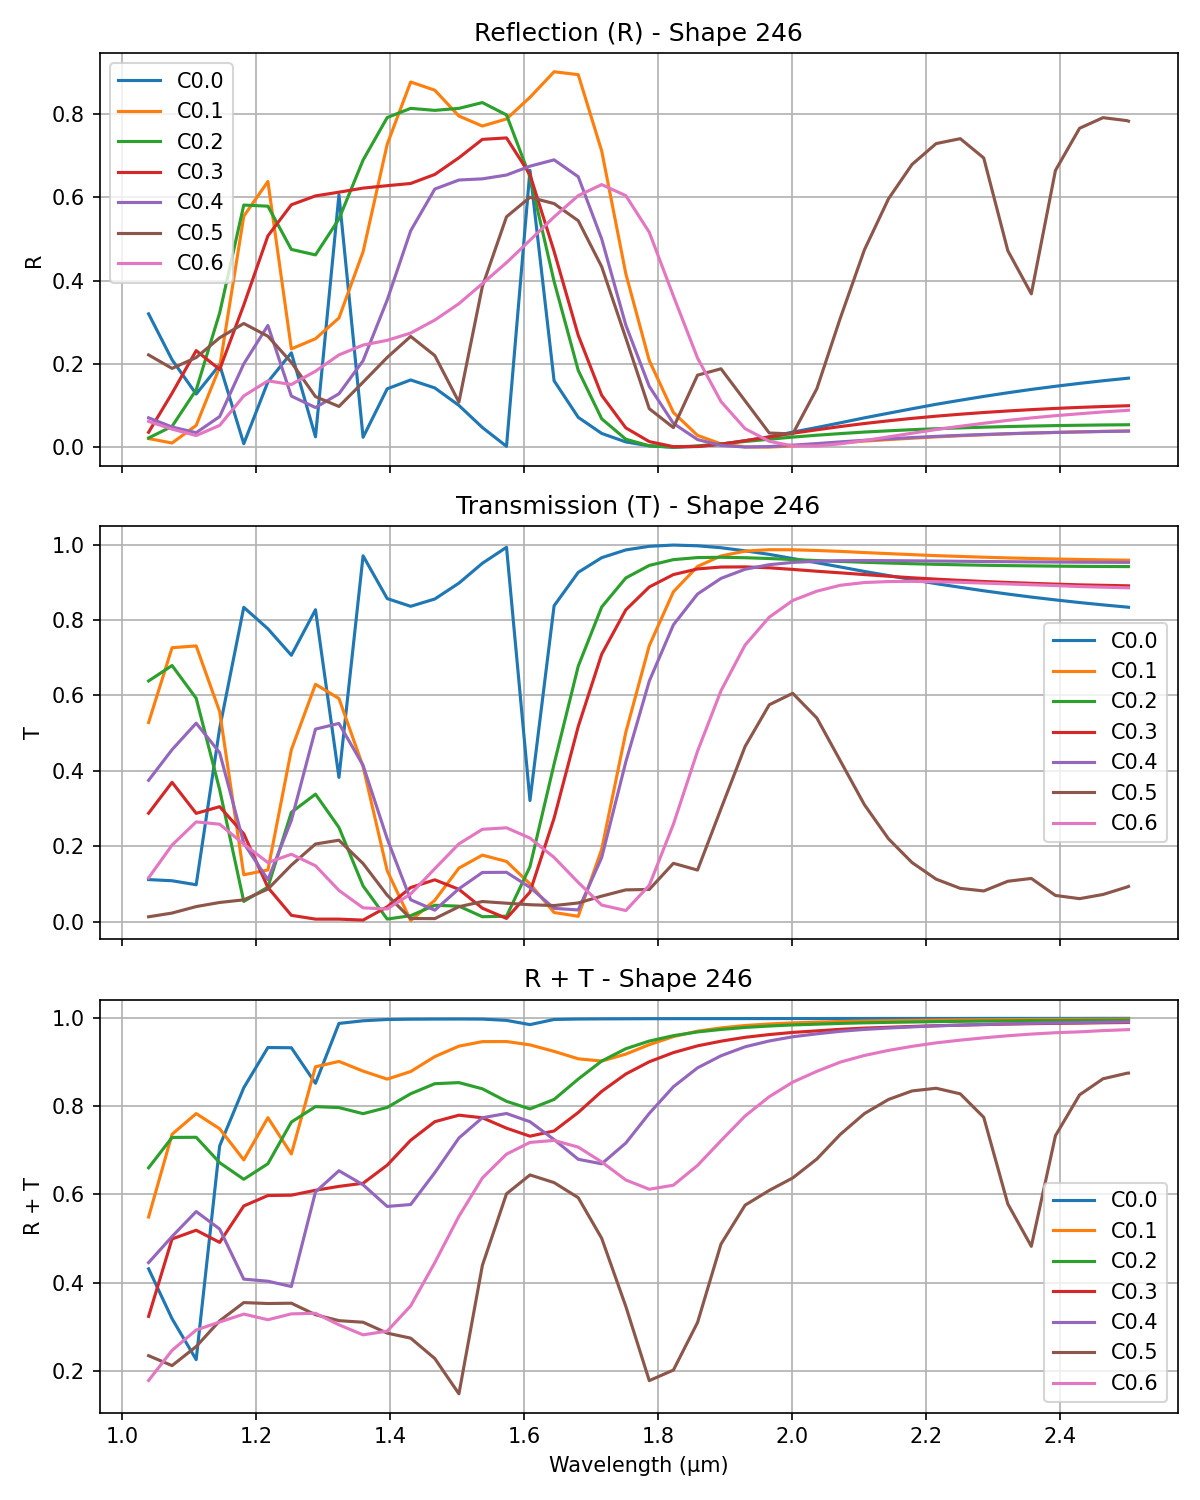 Reflection (R) - Shape 246
R
0.8
0.6
0.4
0.2
0.0
C0.0
C0.1
C0.2
C0.3
C0.4
C0.5
C0.6
Transmission (T) - Shape 246
T
1.0
0.8
0.6
0.4
0.2
0.0
C0.0
C0.1
C0.2
C0.3
C0.4
C0.5
C0.6
R + T - Shape 246
R + T
1.0
0.8
0.6
0.4
0.2
C0.0
C0.1
C0.2
C0.3
C0.4
C0.5
C0.6
1.0 1.2 1.4 1.6 1.8 2.0 2.2 2.4
Wavelength (μm)